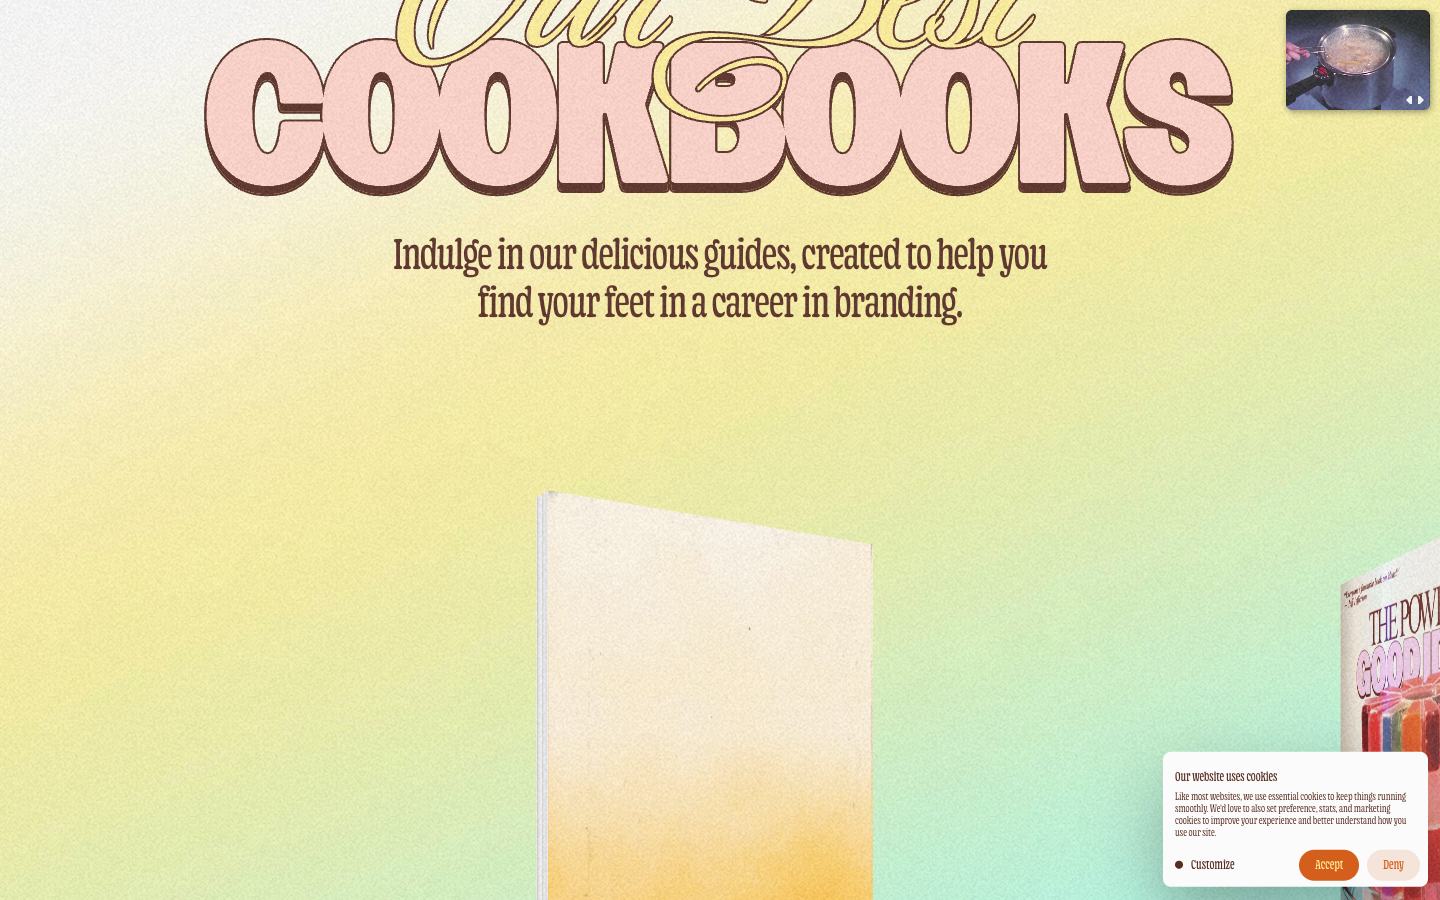 Our Best
COOKBOOKS
Indulge in our delicious guides, created to help you
find your feet in a career in branding.
THE
Our website uses cookies
Like most websites, we use essential cookies to keep things running
smoothly. We'd love to also set preference, stats, and marketing
cookies to improve your experience and better understand how you
use our site.
Customize
Accept
Deny